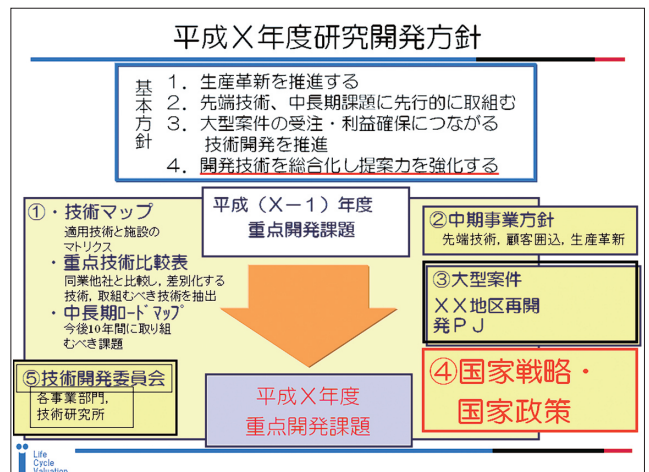 平成X年度研究開発方針
基本方針
1．生産革新を推進する
2．先端技術、中長期課題に先行的に取組む
3．大型案件の受注・利益確保につながる
技術開発を推進
4．開発技術を総合化し提案力を強化する
①・技術マップ
適用技術と施設の
マトリクス
・重点技術比較表
同業他社と比較し，差別化する
技術，取組むべき技術を抽出
・中長期ﾛｰﾄﾞﾏｯﾌﾟ
今後10年間に取り組
むべき課題
平成（X－1）年度
重点開発課題
②中期事業方針
先端技術，顧客囲込，生産革新
③大型案件
XX地区再開
発PJ
④国家戦略・
国家政策
⑤技術開発委員会
各事業部門，
技術研究所
平成X年度
重点開発課題
Life
Cycle
Valuation